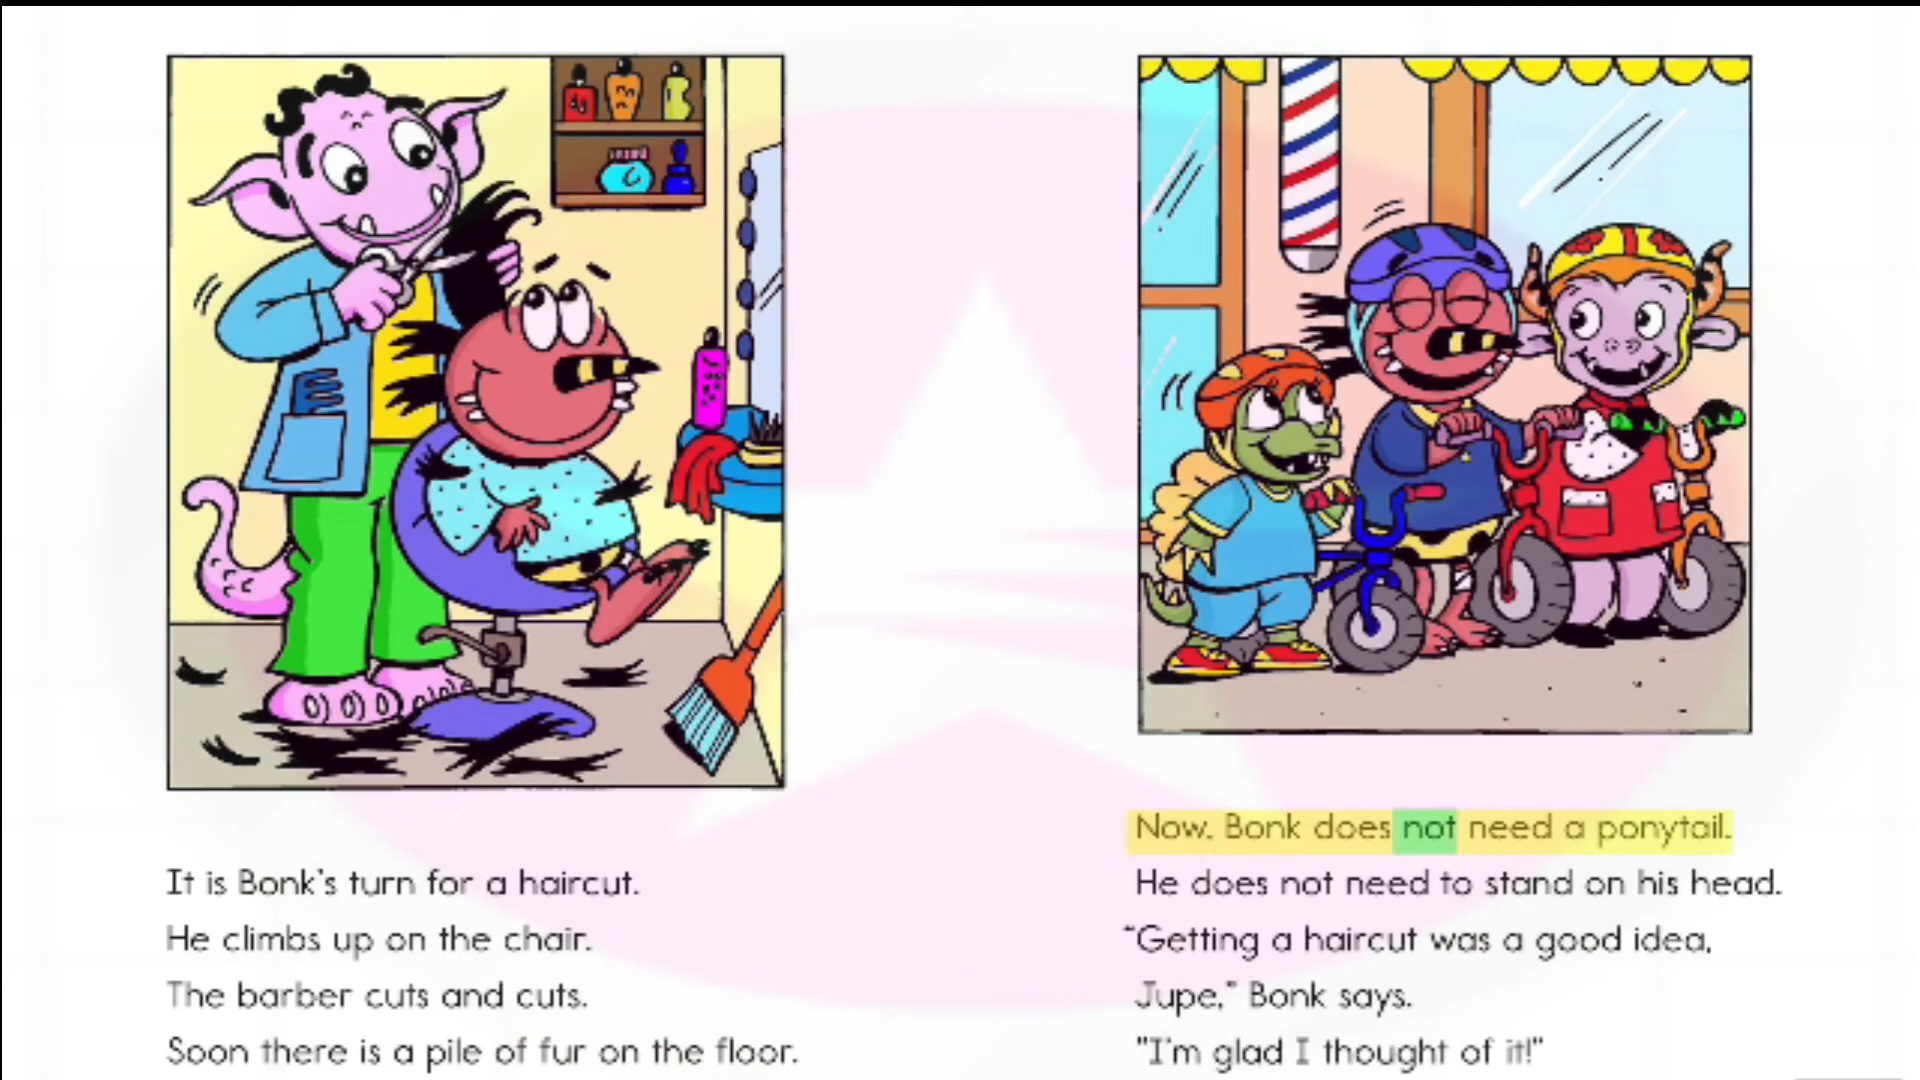 It is Bonk's turn for a haircut.
He climbs up on the chair.
The barber cuts and cuts.
Soon there is a pile of fur on the floor.
Now, Bonk does not need a ponytail.
He does not need to stand on his head.
"Getting a haircut was a good idea,
Jupe," Bonk says.
"I'm glad I thought of it!"